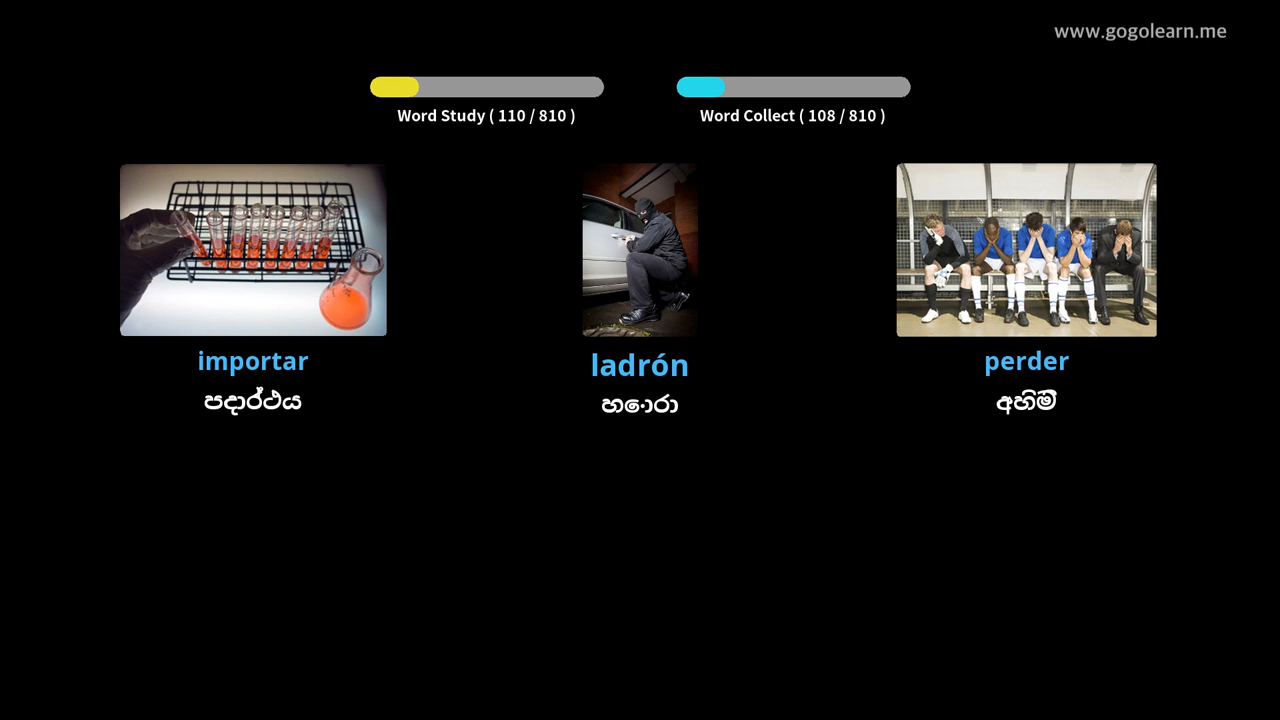 www.gogolearn.me
Word Study ( 110 / 810 )
Word Collect ( 108 / 810 )
importar
ladrón
perder
පදාර්ථය
හොරා
අහිමි